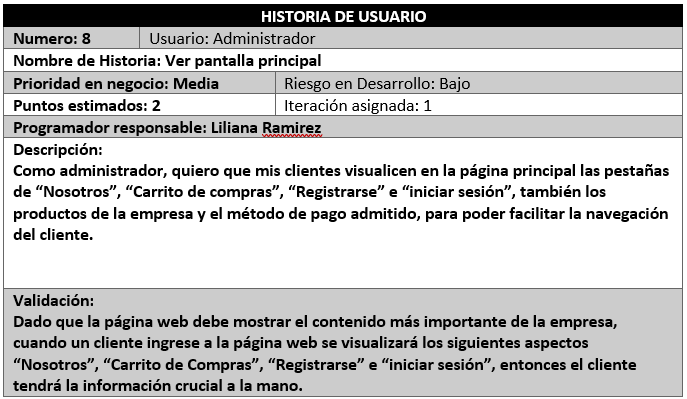 HISTORIA DE USUARIO
Numero: 8 Usuario: Administrador
Nombre de Historia: Ver pantalla principal
Prioridad en negocio: Media Riesgo en Desarrollo: Bajo
Puntos estimados: 2 Iteración asignada: 1
Programador responsable: Liliana Ramirez
Descripción:
Como administrador, quiero que mis clientes visualicen en la página principal las pestañas
de “Nosotros”, “Carrito de compras”, “Registrarse” e “iniciar sesión”, también los
productos de la empresa y el método de pago admitido, para poder facilitar la navegación
del cliente.
Validación:
Dado que la página web debe mostrar el contenido más importante de la empresa,
cuando un cliente ingrese a la página web se visualizará los siguientes aspectos
“Nosotros”, “Carrito de Compras”, “Registrarse” e “iniciar sesión”, entonces el cliente
tendrá la información crucial a la mano.